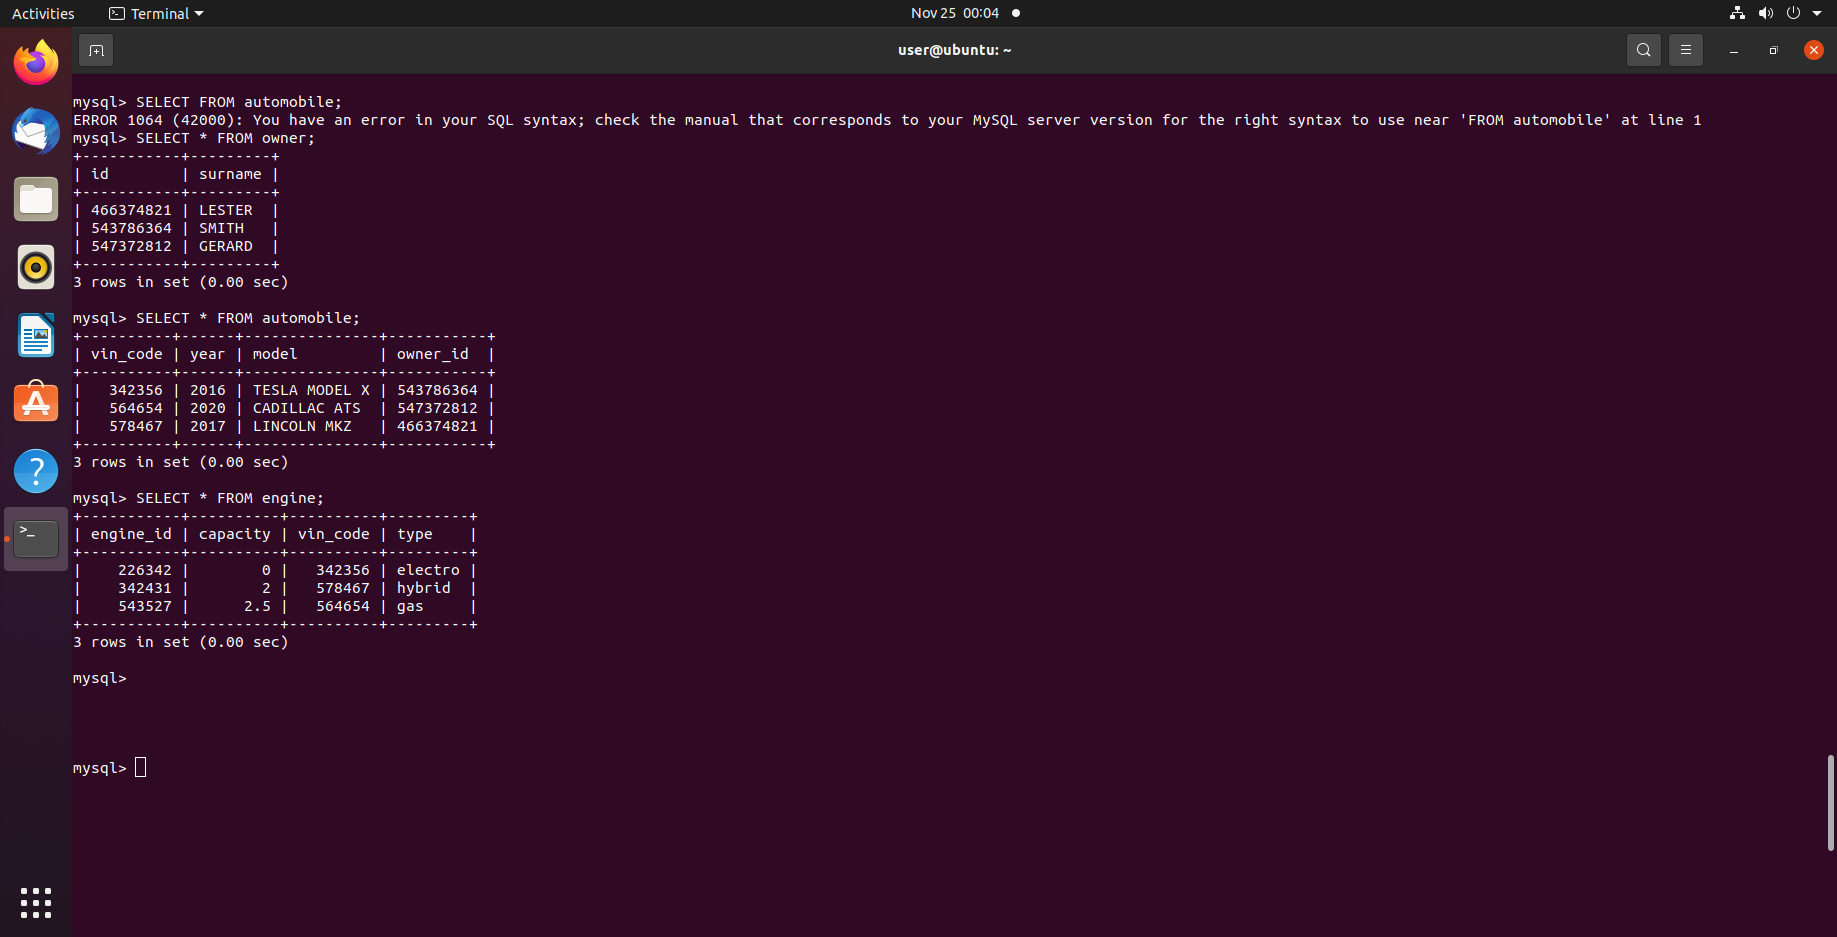 Activities Terminal Nov 25 00:04
user@ubuntu: ~
mysql> SELECT FROM automobile;
ERROR 1064 (42000): You have an error in your SQL syntax; check the manual that corresponds to your MySQL server version for the right syntax to use near 'FROM automobile' at line 1
mysql> SELECT * FROM owner;
+-----------+---------+
| id        | surname |
+-----------+---------+
| 466374821 | LESTER  |
| 543786364 | SMITH   |
| 547372812 | GERARD  |
+-----------+---------+
3 rows in set (0.00 sec)
mysql> SELECT * FROM automobile;
+----------+------+---------------+-----------+
| vin_code | year | model         | owner_id  |
+----------+------+---------------+-----------+
|   342356 | 2016 | TESLA MODEL X | 543786364 |
|   564654 | 2020 | CADILLAC ATS  | 547372812 |
|   578467 | 2017 | LINCOLN MKZ   | 466374821 |
+----------+------+---------------+-----------+
3 rows in set (0.00 sec)
mysql> SELECT * FROM engine;
+-----------+----------+----------+---------+
| engine_id | capacity | vin_code | type    |
+-----------+----------+----------+---------+
|    226342 |        0 |   342356 | electro |
|    342431 |        2 |   578467 | hybrid  |
|    543527 |      2.5 |   564654 | gas     |
+-----------+----------+----------+---------+
3 rows in set (0.00 sec)
mysql>
mysql>